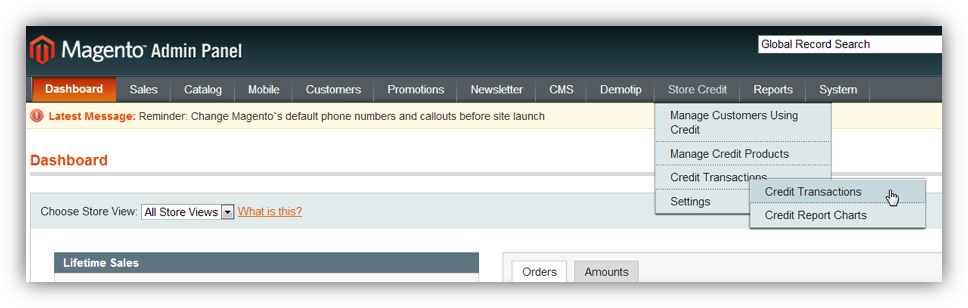 Magento Admin Panel
Global Record Search
Dashboard Sales Catalog Mobile Customers Promotions Newsletter CMS Demotip Store Credit Reports System
Latest Message: Reminder: Change Magento`s default phone numbers and callouts before site launch
Manage Customers Using
Credit
Manage Credit Products
Credit Transactions
Settings
Credit Transactions
Credit Report Charts
Dashboard
Choose Store View: All Store Views What is this?
Lifetime Sales
Orders Amounts